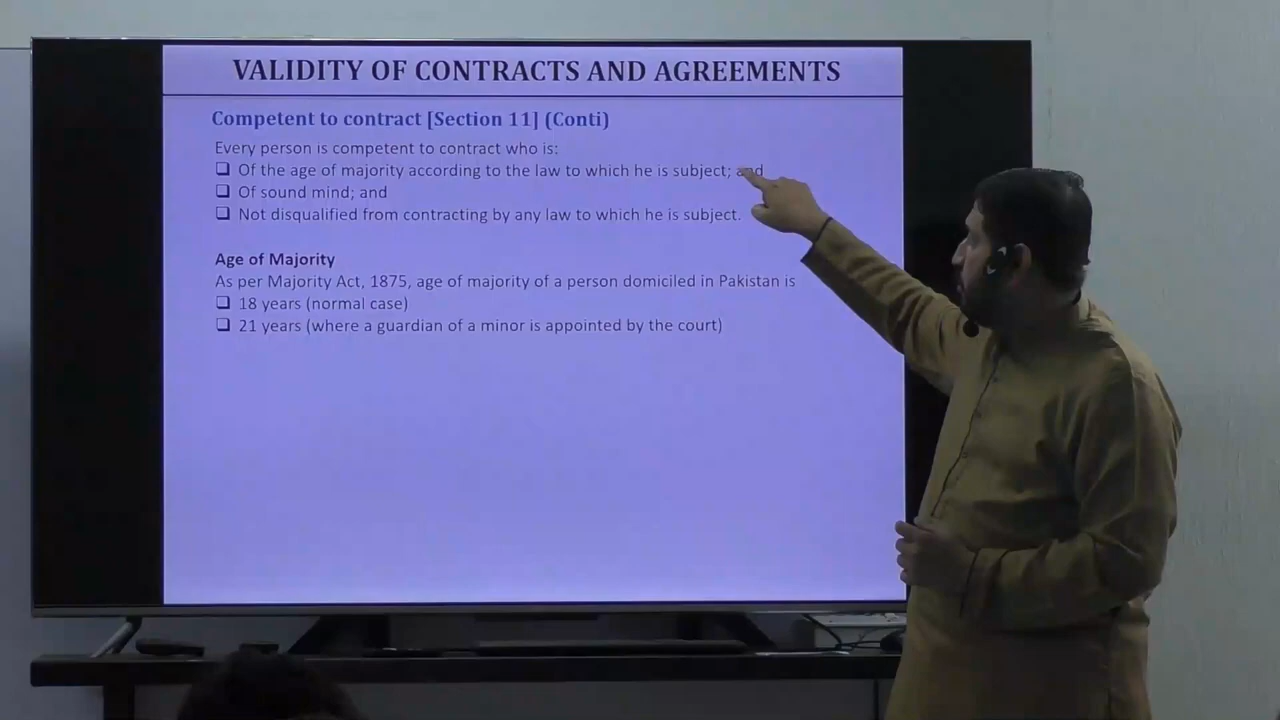 VALIDITY OF CONTRACTS AND AGREEMENTS
Competent to contract [Section 11] (Conti)
Every person is competent to contract who is:
❑ Of the age of majority according to the law to which he is subject; and
❑ Of sound mind; and
❑ Not disqualified from contracting by any law to which he is subject.
Age of Majority
As per Majority Act, 1875, age of majority of a person domiciled in Pakistan is
❑ 18 years (normal case)
❑ 21 years (where a guardian of a minor is appointed by the court)